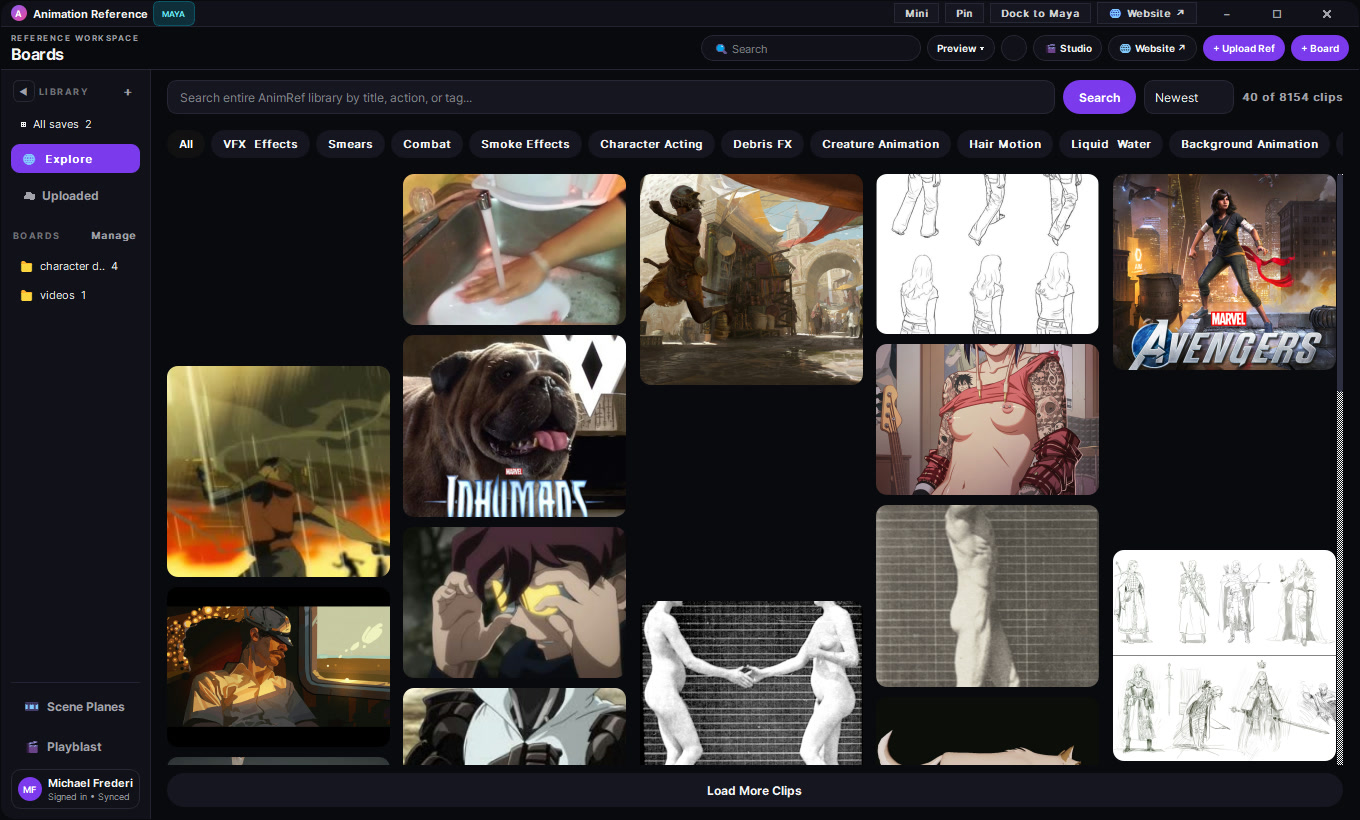 A Animation Reference MAYA
Mini Pin Dock to Maya Website ↗
REFERENCE WORKSPACE
Boards
Search
Preview
Studio
Website ↗
+ Upload Ref
+ Board
LIBRARY +
All saves 2
Explore
Uploaded
BOARDS Manage
character d.. 4
videos 1
Scene Planes
Playblast
MF
Michael Frederi
Signed in • Synced
Search entire AnimRef library by title, action, or tag...
Search
Newest
40 of 8154 clips
All VFX Effects Smears Combat Smoke Effects Character Acting Debris FX Creature Animation Hair Motion Liquid Water Background Animation
MARVEL
INHUMANS
MARVEL
AVENGERS
Load More Clips